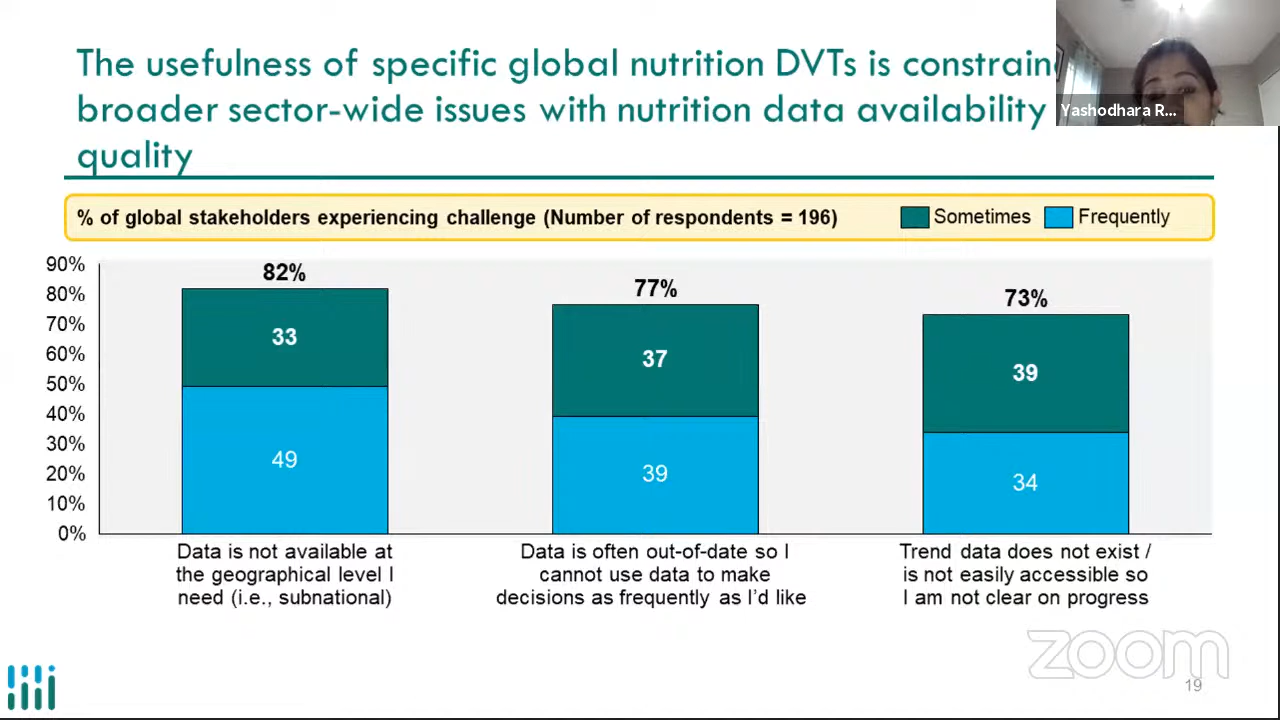 The usefulness of specific global nutrition DVTs is
broader sector-wide issues with nutrition data availability
quality
Yashodhara R...
% of global stakeholders experiencing challenge (Number of respondents = 196)
Sometimes
Frequently
90%
80%
70%
60%
50%
40%
30%
20%
10%
0%
82%
33
49
77%
37
39
73%
39
34
Data is not available at
the geographical level I
need (i.e., subnational)
Data is often out-of-date so I
cannot use data to make
decisions as frequently as I'd like
Trend data does not exist /
is not easily accessible so
I am not clear on progress
zoom
19